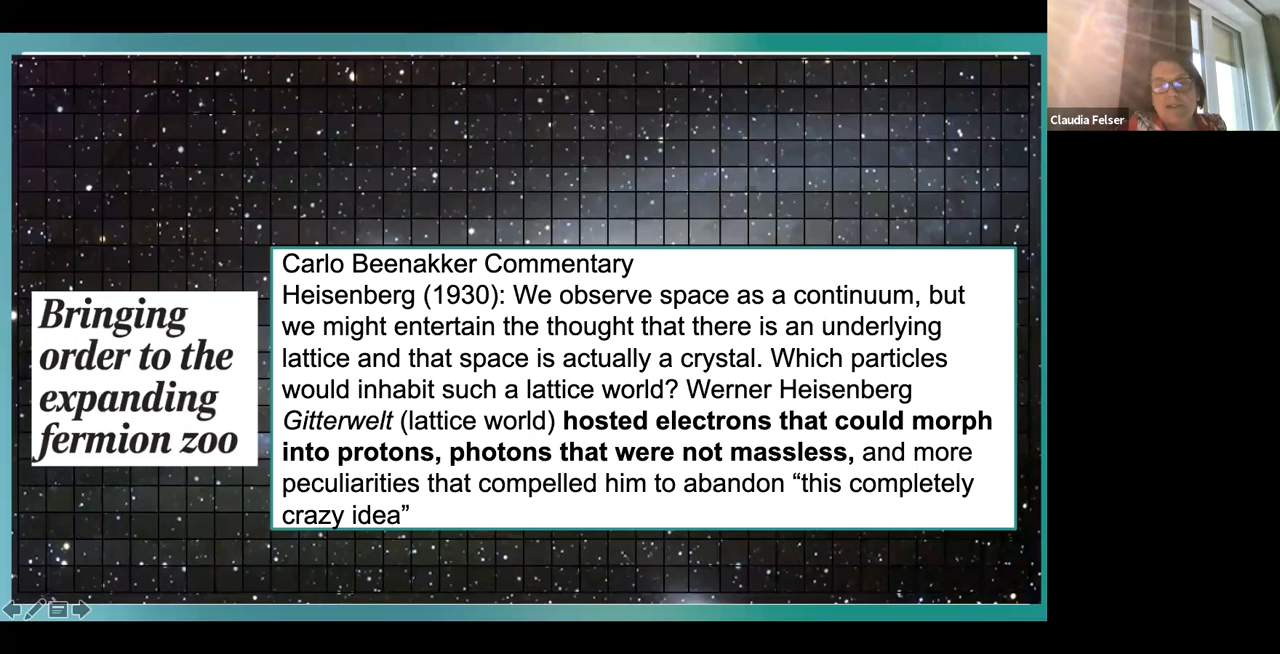 Claudia Felser
Carlo Beenakker Commentary
Heisenberg (1930): We observe space as a continuum, but
we might entertain the thought that there is an underlying
lattice and that space is actually a crystal. Which particles
would inhabit such a lattice world? Werner Heisenberg
Gitterwelt (lattice world) hosted electrons that could morph
into protons, photons that were not massless, and more
peculiarities that compelled him to abandon “this completely
crazy idea”
Bringing
order to the
expanding
fermion zoo